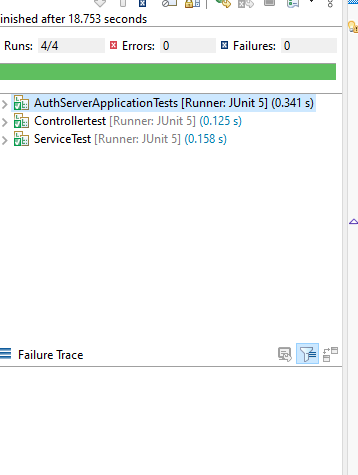 inished after 18.753 seconds
Runs: 4/4 Errors: 0 Failures: 0
AuthServerApplicationTests [Runner: JUnit 5] (0.341 s)
Controllertest [Runner: JUnit 5] (0.125 s)
ServiceTest [Runner: JUnit 5] (0.158 s)
Failure Trace